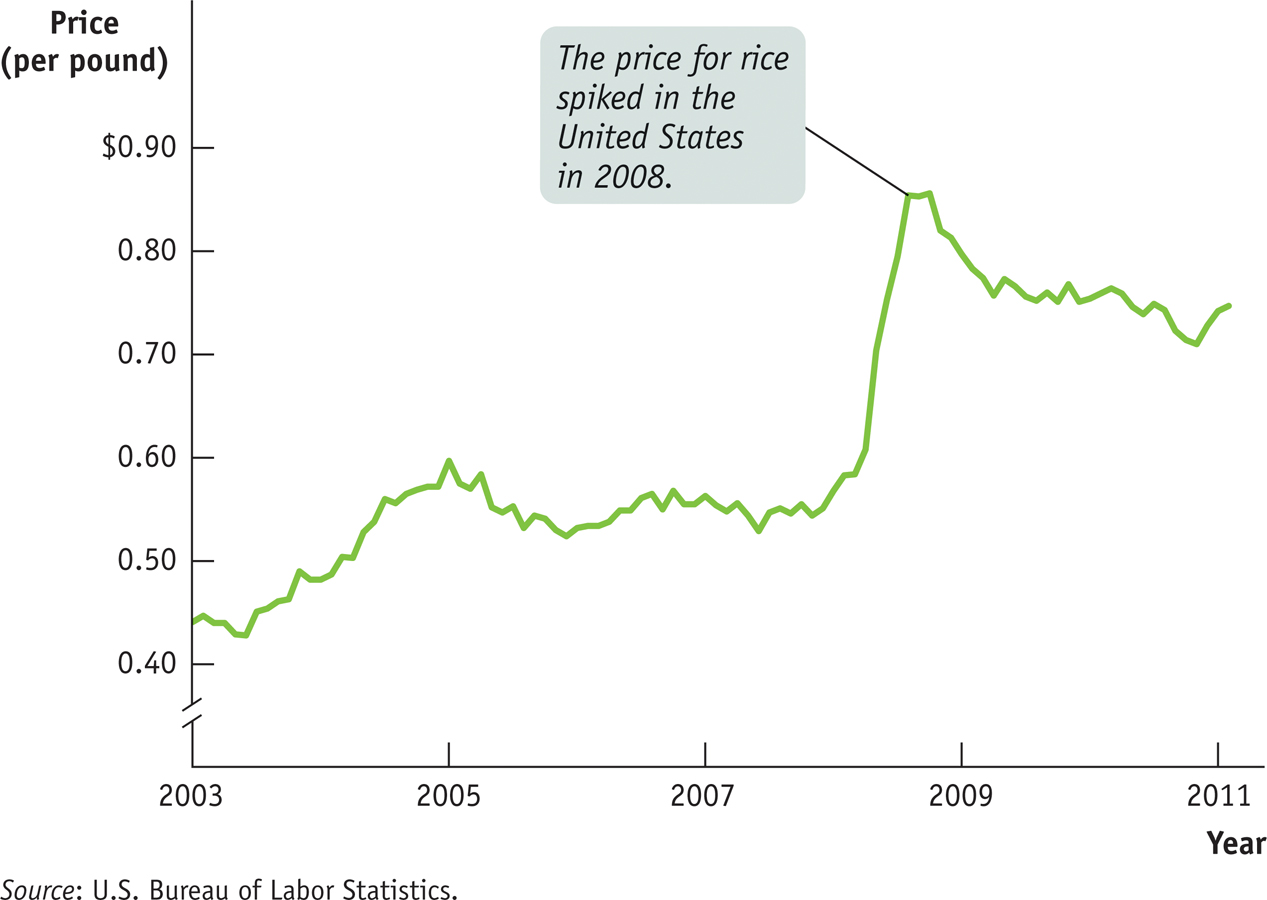 Price
(per pound)
The price for rice
spiked in the
United States
in 2008.
$0.90
0.80
0.70
0.60
0.50
0.40
2003
2005
2007
2009
2011
Year
Source: U.S. Bureau of Labor Statistics.